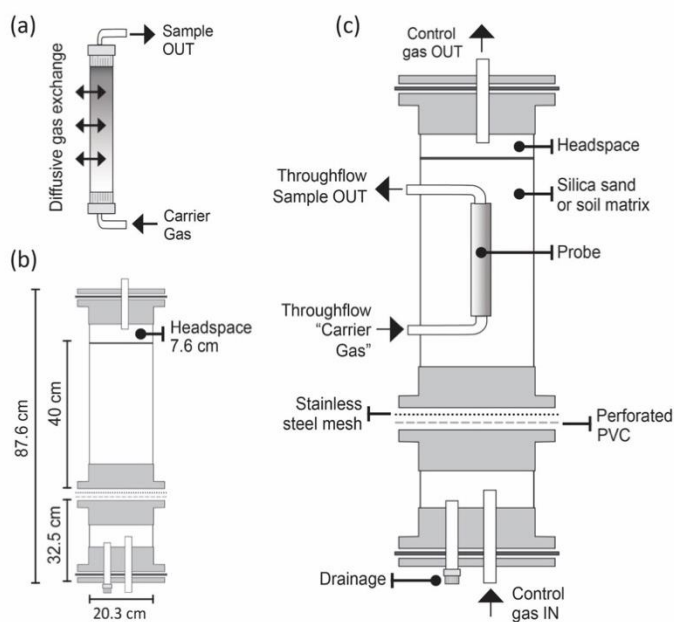 (a)
Sample
OUT
Diffusive gas exchange
Carrier
Gas
(b)
Headspace
7.6 cm
87.6 cm
40 cm
32.5 cm
20.3 cm
(c)
Control
gas OUT
Headspace
Throughflow
Sample OUT
Silica sand
or soil matrix
Probe
Throughflow
“Carrier
Gas”
Stainless
steel mesh
Perforated
PVC
Drainage
Control
gas IN